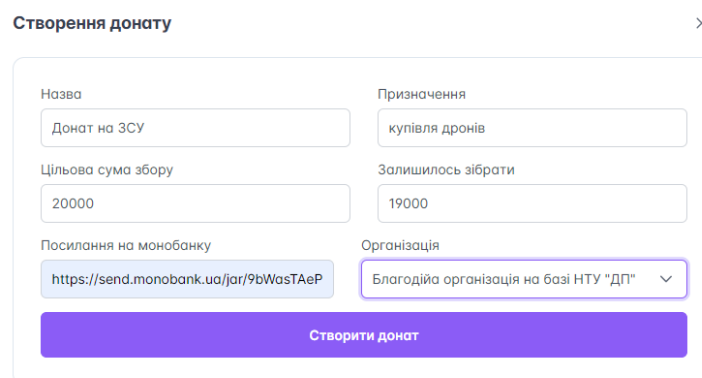 Створення донату
Назва
Призначення
Донат на ЗСУ
купівля дронів
Цільова сума збору
Залишилось зібрати
20000
19000
Посилання на монобанку
Організація
https://send.monobank.ua/jar/9bWasTAeP
Благодійа організація на базі НТУ "ДП"
Створити донат